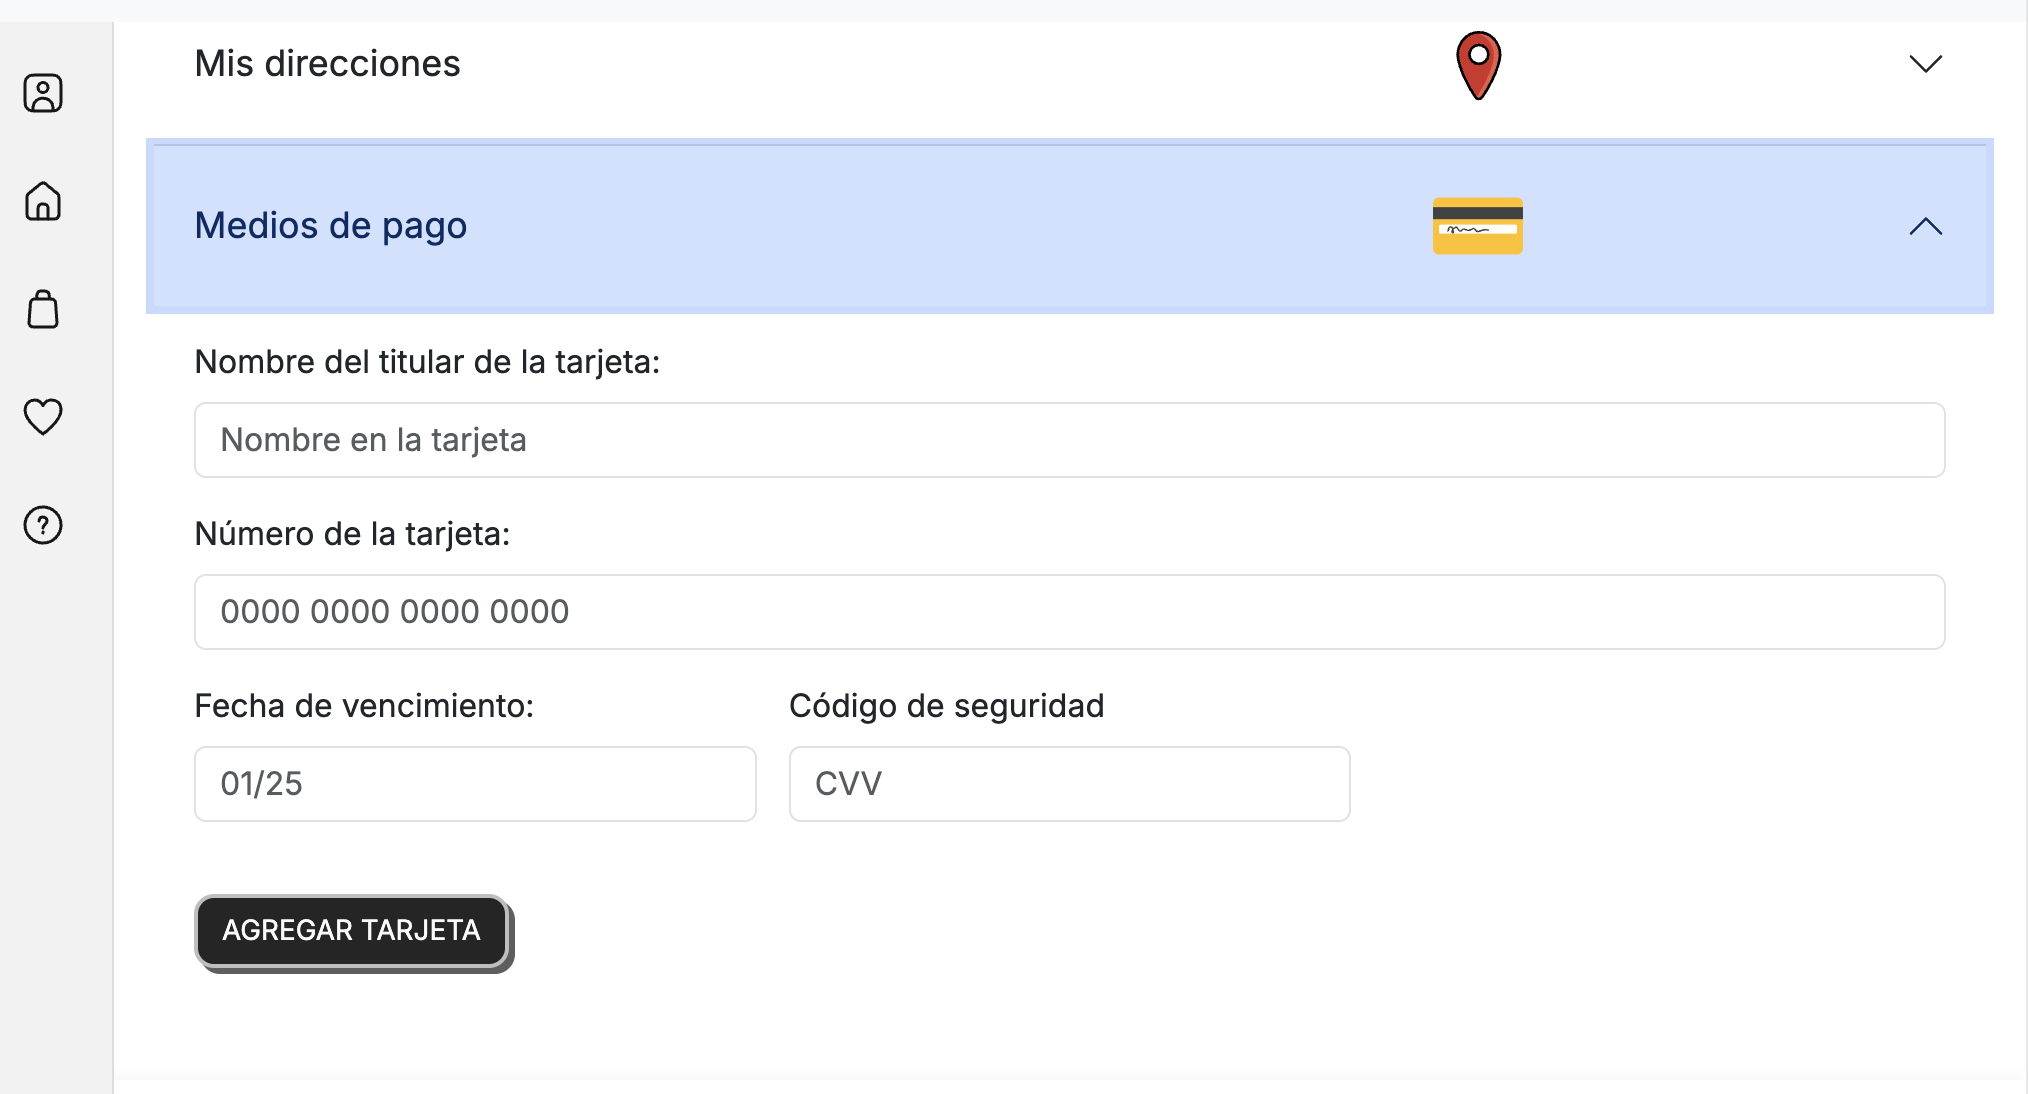 Mis direcciones
Medios de pago
Nombre del titular de la tarjeta:
Nombre en la tarjeta
Número de la tarjeta:
0000 0000 0000 0000
Fecha de vencimiento:
Código de seguridad
01/25
CVV
AGREGAR TARJETA